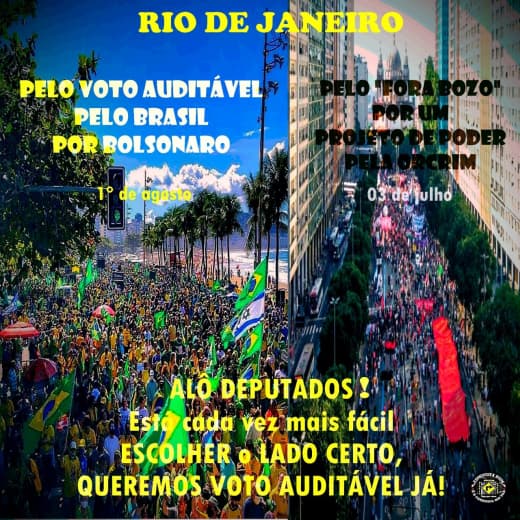 RIO DE JANEIRO
PELO VOTO AUDITÁVEL
PELO BRASIL
POR BOLSONARO
1° de agosto
PELO "FORA BOZO"
POR UM
PROJETO DE PODER
PELA ORCRIM
03 de julho
ALÔ DEPUTADOS !
Está cada vez mais fácil
ESCOLHER o LADO CERTO,
QUEREMOS VOTO AUDITÁVEL JÁ!